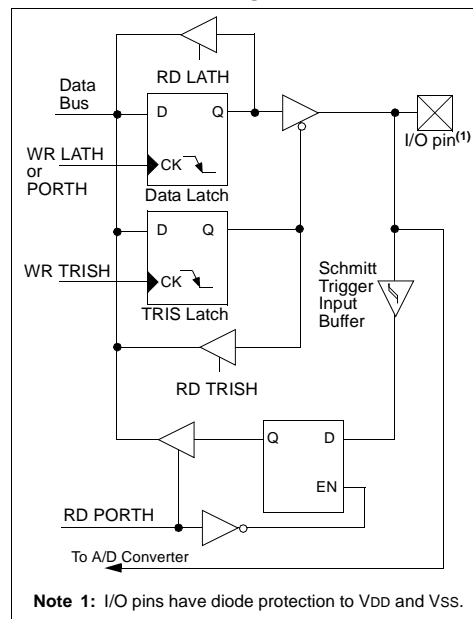 RD LATH
Data
Bus
D Q
I/O pin(1)
WR LATH
or
PORTH
CK
Data Latch
D Q
WR TRISH
CK
TRIS Latch
Schmitt
Trigger
Input
Buffer
RD TRISH
Q D
EN
RD PORTH
To A/D Converter
Note 1: I/O pins have diode protection to VDD and VSS.